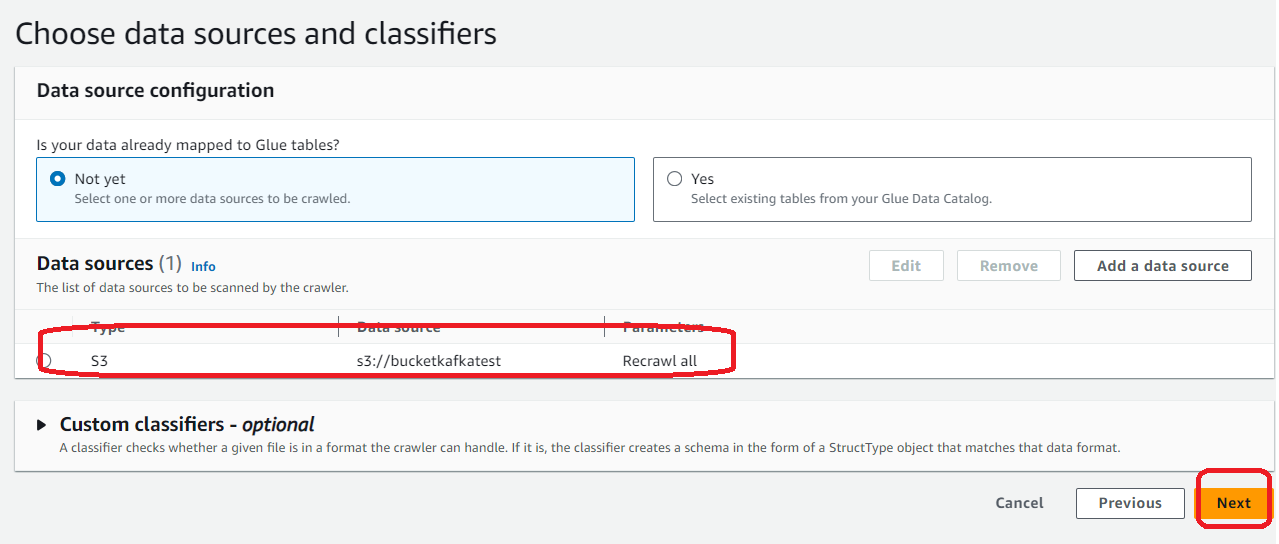 Choose data sources and classifiers
Data source configuration
Is your data already mapped to Glue tables?
Not yet
Select one or more data sources to be crawled.
Yes
Select existing tables from your Glue Data Catalog.
Data sources (1) Info
The list of data sources to be scanned by the crawler.
Edit Remove Add a data source
Type Data source Parameters
S3 s3://bucketkafkatest Recrawl all
Custom classifiers - optional
A classifier checks whether a given file is in a format the crawler can handle. If it is, the classifier creates a schema in the form of a StructType object that matches that data format.
Cancel Previous Next